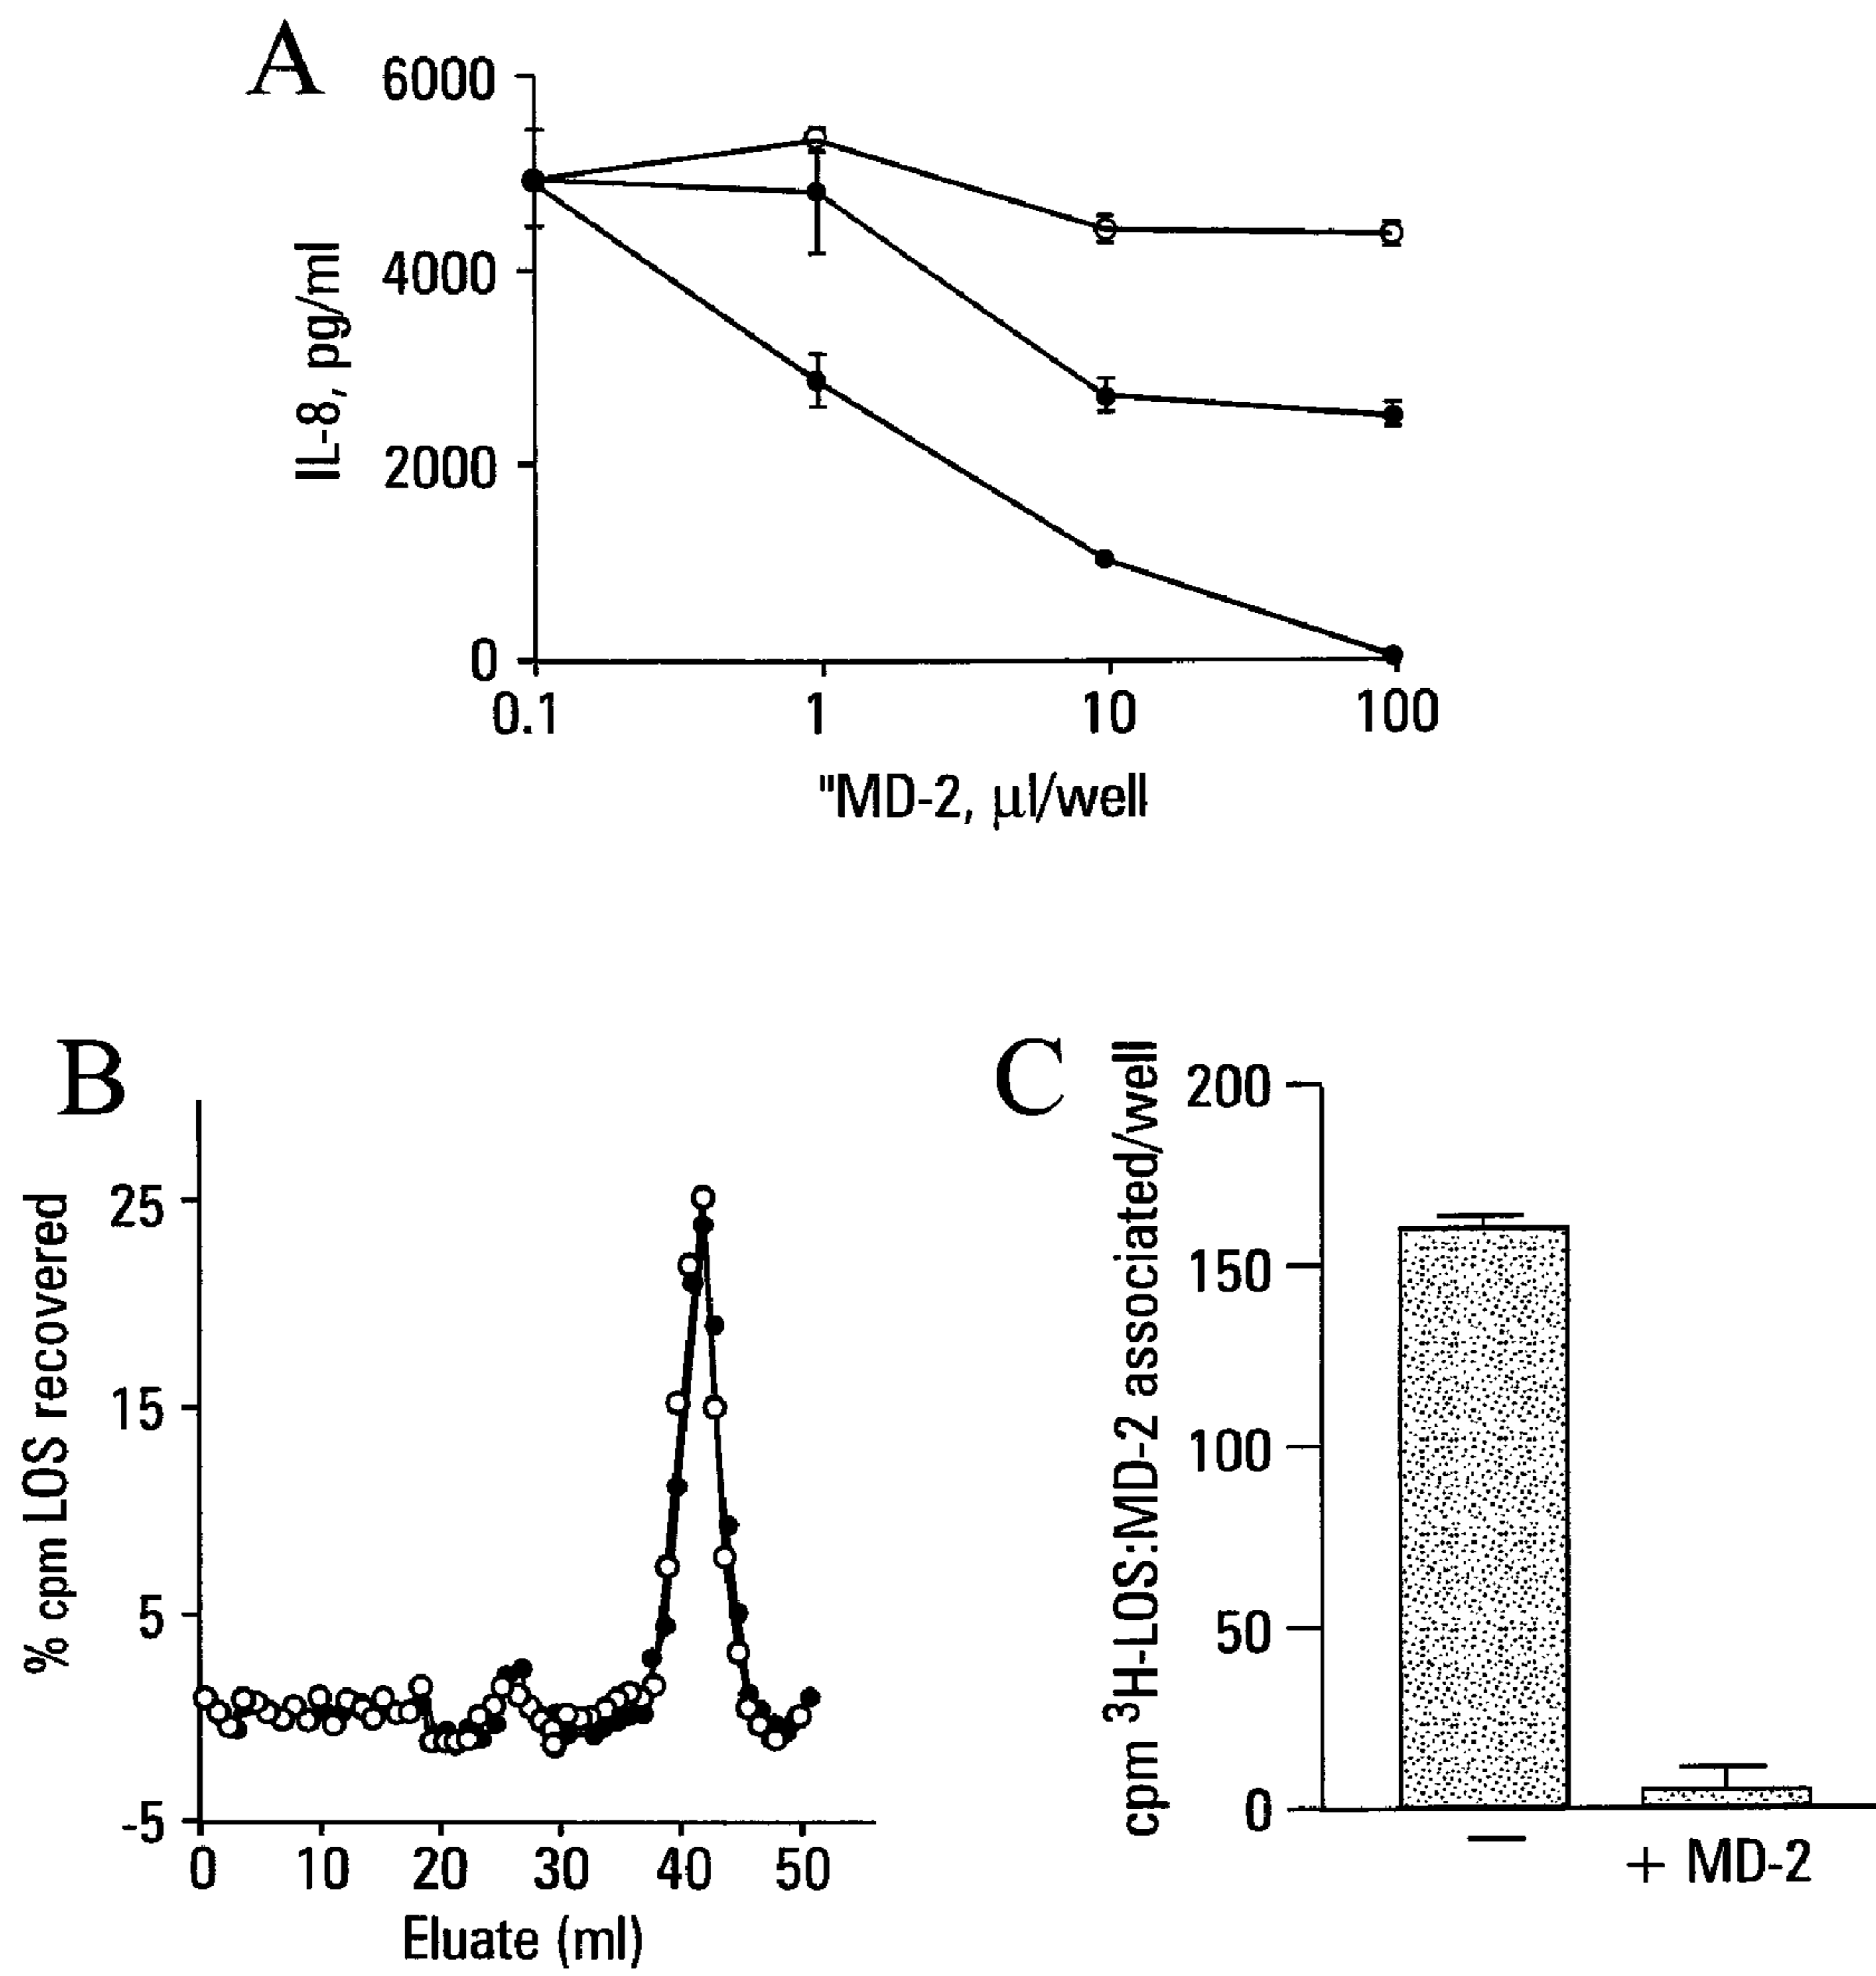 A
6000
4000
2000
0
IL-8, pg/ml
0.1 1 10 100
"MD-2, μl/well
B
25
15
5
-5
% cpm LOS recovered
0 10 20 30 40 50
Eluate (ml)
C
200
150
100
50
0
cpm ³H-LOS:MD-2 associated/well
— + MD-2